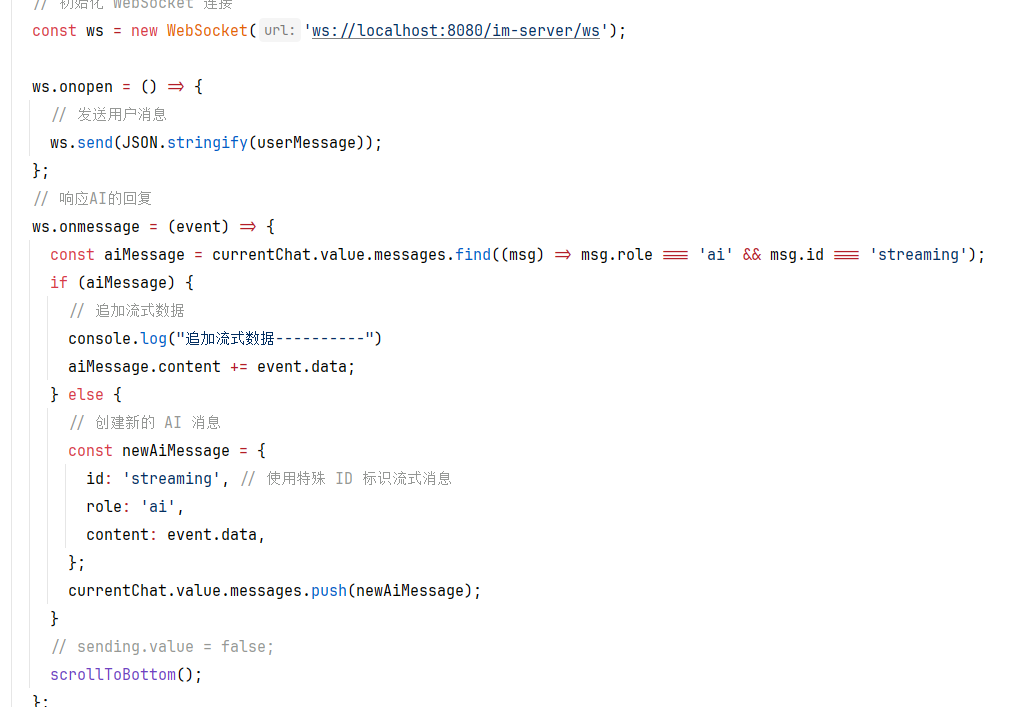 // 初始化 WebSocket 连接
const ws = new WebSocket( url: 'ws://localhost:8080/im-server/ws');
ws.onopen = () => {
// 发送用户消息
ws.send(JSON.stringify(userMessage));
};
// 响应AI的回复
ws.onmessage = (event) => {
const aiMessage = currentChat.value.messages.find((msg) => msg.role === 'ai' && msg.id === 'streaming');
if (aiMessage) {
// 追加流式数据
console.log("追加流式数据----------")
aiMessage.content += event.data;
} else {
// 创建新的 AI 消息
const newAiMessage = {
id: 'streaming', // 使用特殊 ID 标识流式消息
role: 'ai',
content: event.data,
};
currentChat.value.messages.push(newAiMessage);
}
// sending.value = false;
scrollToBottom();
};